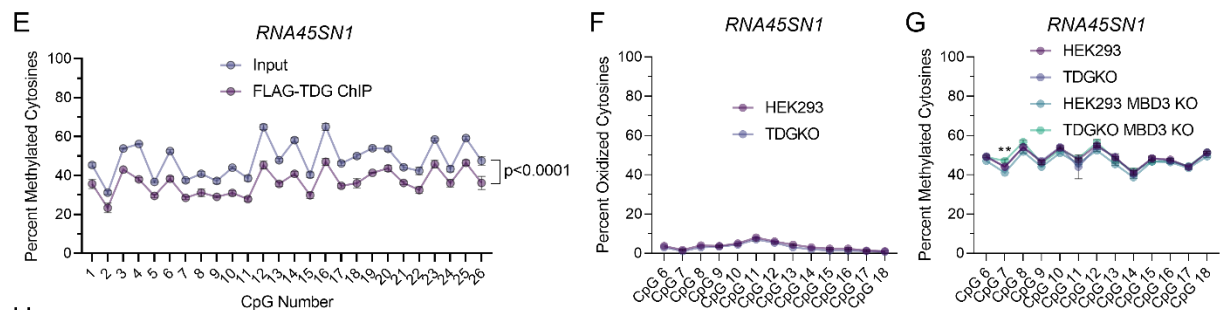 E
RNA45SN1
Percent Methylated Cytosines
100
80
60
40
20
0
Input
FLAG-TDG ChIP
p<0.0001
1 2 3 4 5 6 7 8 9 10 11 12 13 14 15 16 17 18 19 20 21 22 23 24 25 26
CpG Number
F
RNA45SN1
Percent Oxidized Cytosines
100
80
60
40
20
0
HEK293
TDGKO
CpG 6 CpG 7 CpG 8 CpG 9 CpG 10 CpG 11 CpG 12 CpG 13 CpG 14 CpG 15 CpG 16 CpG 17 CpG 18
G
RNA45SN1
Percent Methylated Cytosines
100
80
60
40
20
0
HEK293
TDGKO
HEK293 MBD3 KO
TDGKO MBD3 KO
**
CpG 6 CpG 7 CpG 8 CpG 9 CpG 10 CpG 11 CpG 12 CpG 13 CpG 14 CpG 15 CpG 16 CpG 17 CpG 18